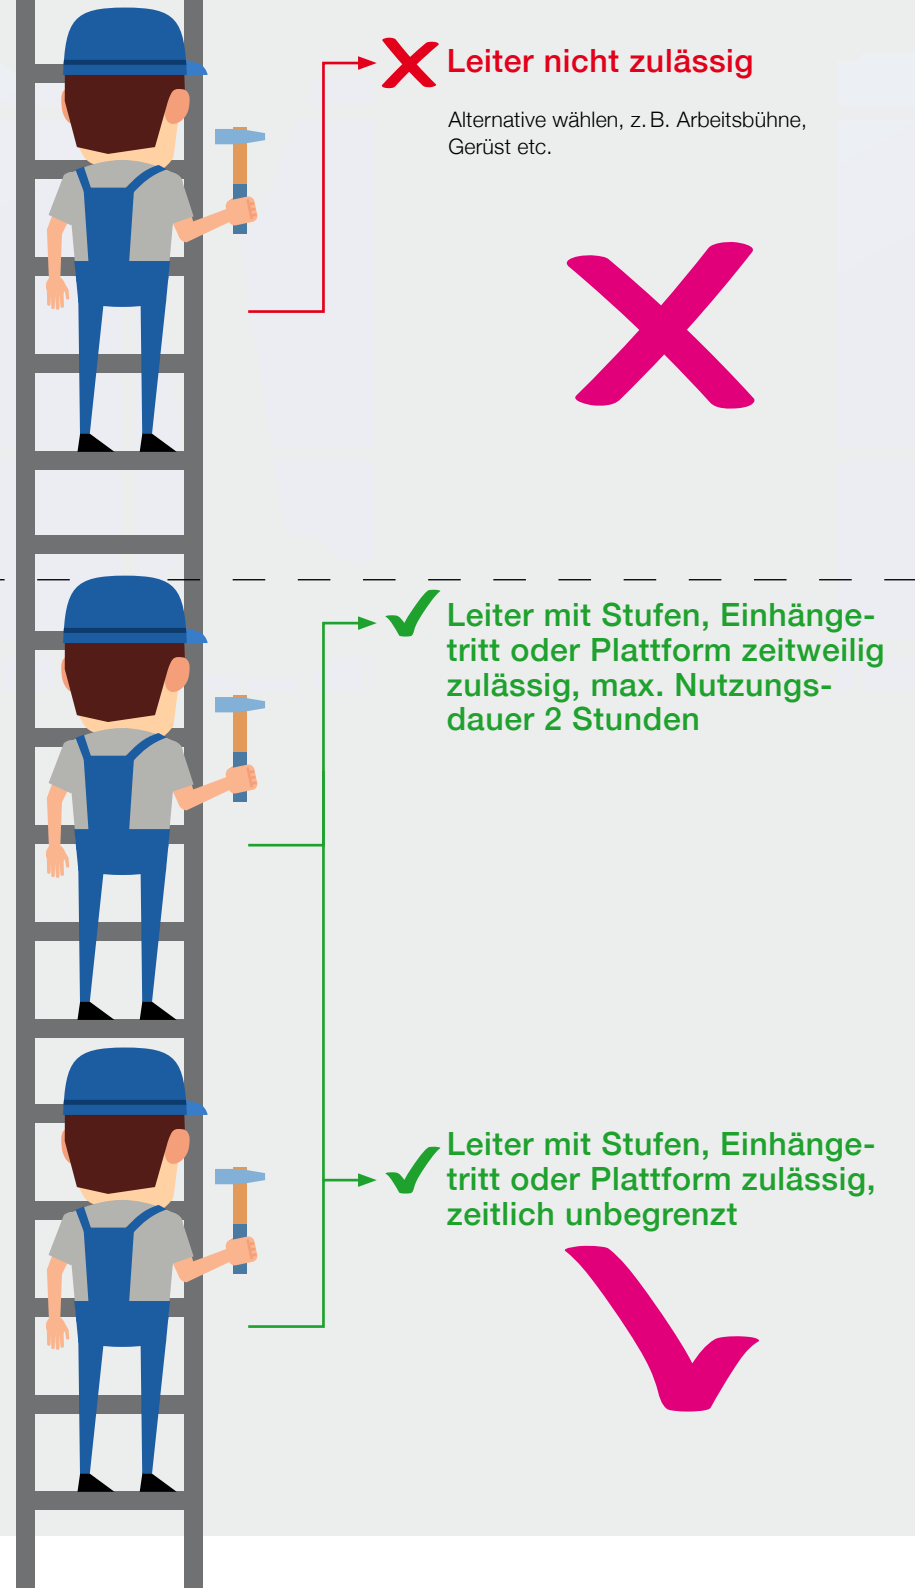 Leiter nicht zulässig
Alternative wählen, z. B. Arbeitsbühne,
Gerüst etc.
Leiter mit Stufen, Einhänge-
tritt oder Plattform zeitweilig
zulässig, max. Nutzungs-
dauer 2 Stunden
Leiter mit Stufen, Einhänge-
tritt oder Plattform zulässig,
zeitlich unbegrenzt